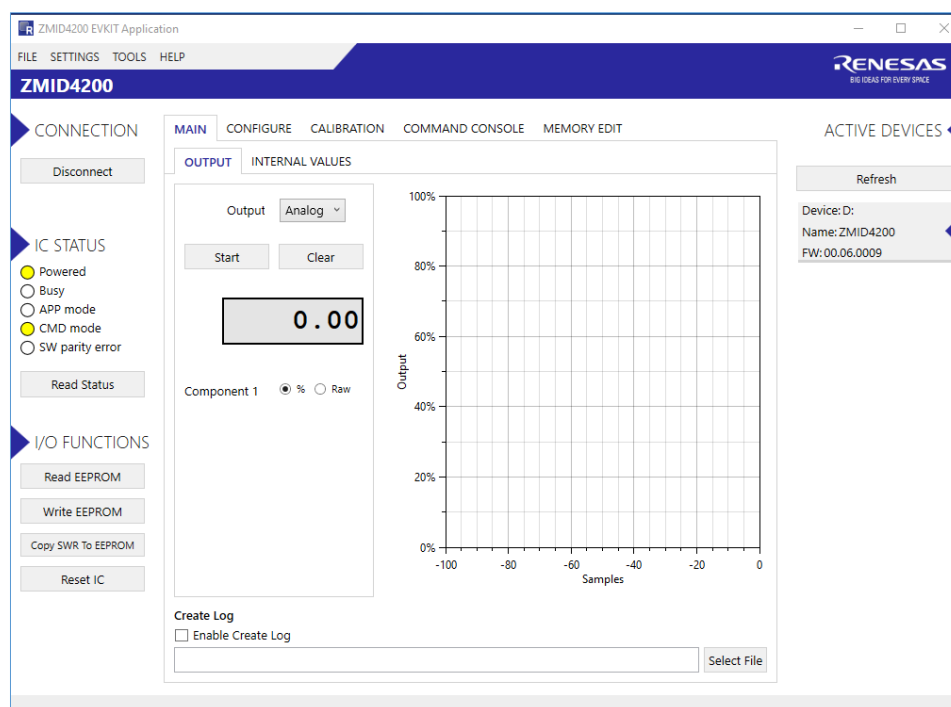 ZMID4200 EVKIT Application
FILE SETTINGS TOOLS HELP
RENESAS
BIG IDEAS FOR EVERY SPACE
ZMID4200
CONNECTION
Disconnect
IC STATUS
Powered
Busy
APP mode
CMD mode
SW parity error
Read Status
I/O FUNCTIONS
Read EEPROM
Write EEPROM
Copy SWR To EEPROM
Reset IC
MAIN CONFIGURE CALIBRATION COMMAND CONSOLE MEMORY EDIT
OUTPUT INTERNAL VALUES
Output Analog
Start Clear
0.00
Component 1 % Raw
100%
80%
60%
40%
20%
0%
Output
-100 -80 -60 -40 -20 0
Samples
Create Log
Enable Create Log
Select File
ACTIVE DEVICES
Refresh
Device: D:
Name: ZMID4200
FW: 00.06.0009